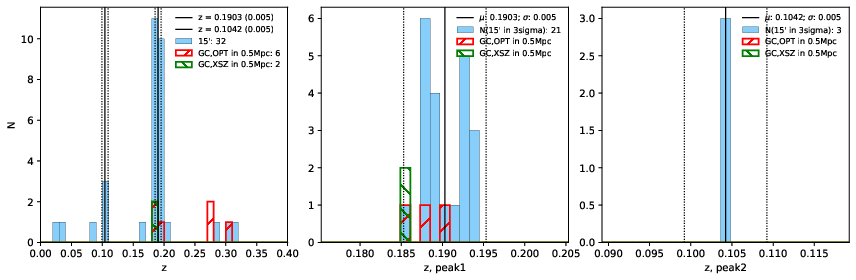 z = 0.1903 (0.005)
z = 0.1042 (0.005)
15': 32
GC,OPT in 0.5Mpc: 6
GC,XSZ in 0.5Mpc: 2
N
10
8
6
4
2
0
0.00 0.05 0.10 0.15 0.20 0.25 0.30 0.35 0.40
z
μ: 0.1903; σ: 0.005
N(15' in 3sigma): 21
GC,OPT in 0.5Mpc
GC,XSZ in 0.5Mpc
6
5
4
3
2
1
0
0.180 0.185 0.190 0.195 0.200 0.205
z, peak1
μ: 0.1042; σ: 0.005
N(15' in 3sigma): 3
GC,OPT in 0.5Mpc
GC,XSZ in 0.5Mpc
3.0
2.5
2.0
1.5
1.0
0.5
0.0
0.090 0.095 0.100 0.105 0.110 0.115
z, peak2